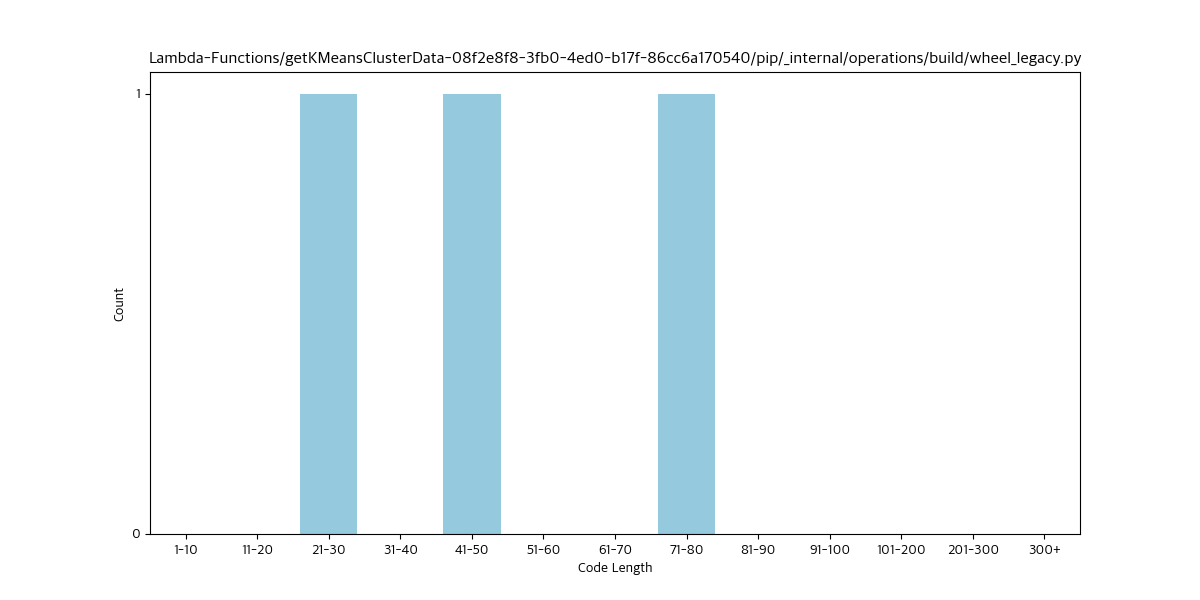 Lambda-Functions/getKMeansClusterData-08f2e8f8-3fb0-4ed0-b17f-86cc6a170540/pip/_internal/operations/build/wheel_legacy.py
1
Count
0
1-10 11-20 21-30 31-40 41-50 51-60 61-70 71-80 81-90 91-100 101-200 201-300 300+
Code Length